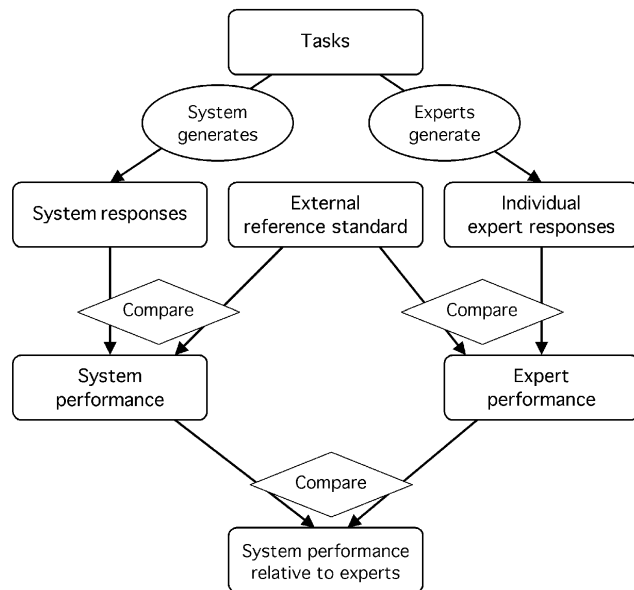 Tasks
System
generates
Experts
generate
System responses
External
reference standard
Individual
expert responses
Compare
Compare
System
performance
Expert
performance
Compare
System performance
relative to experts